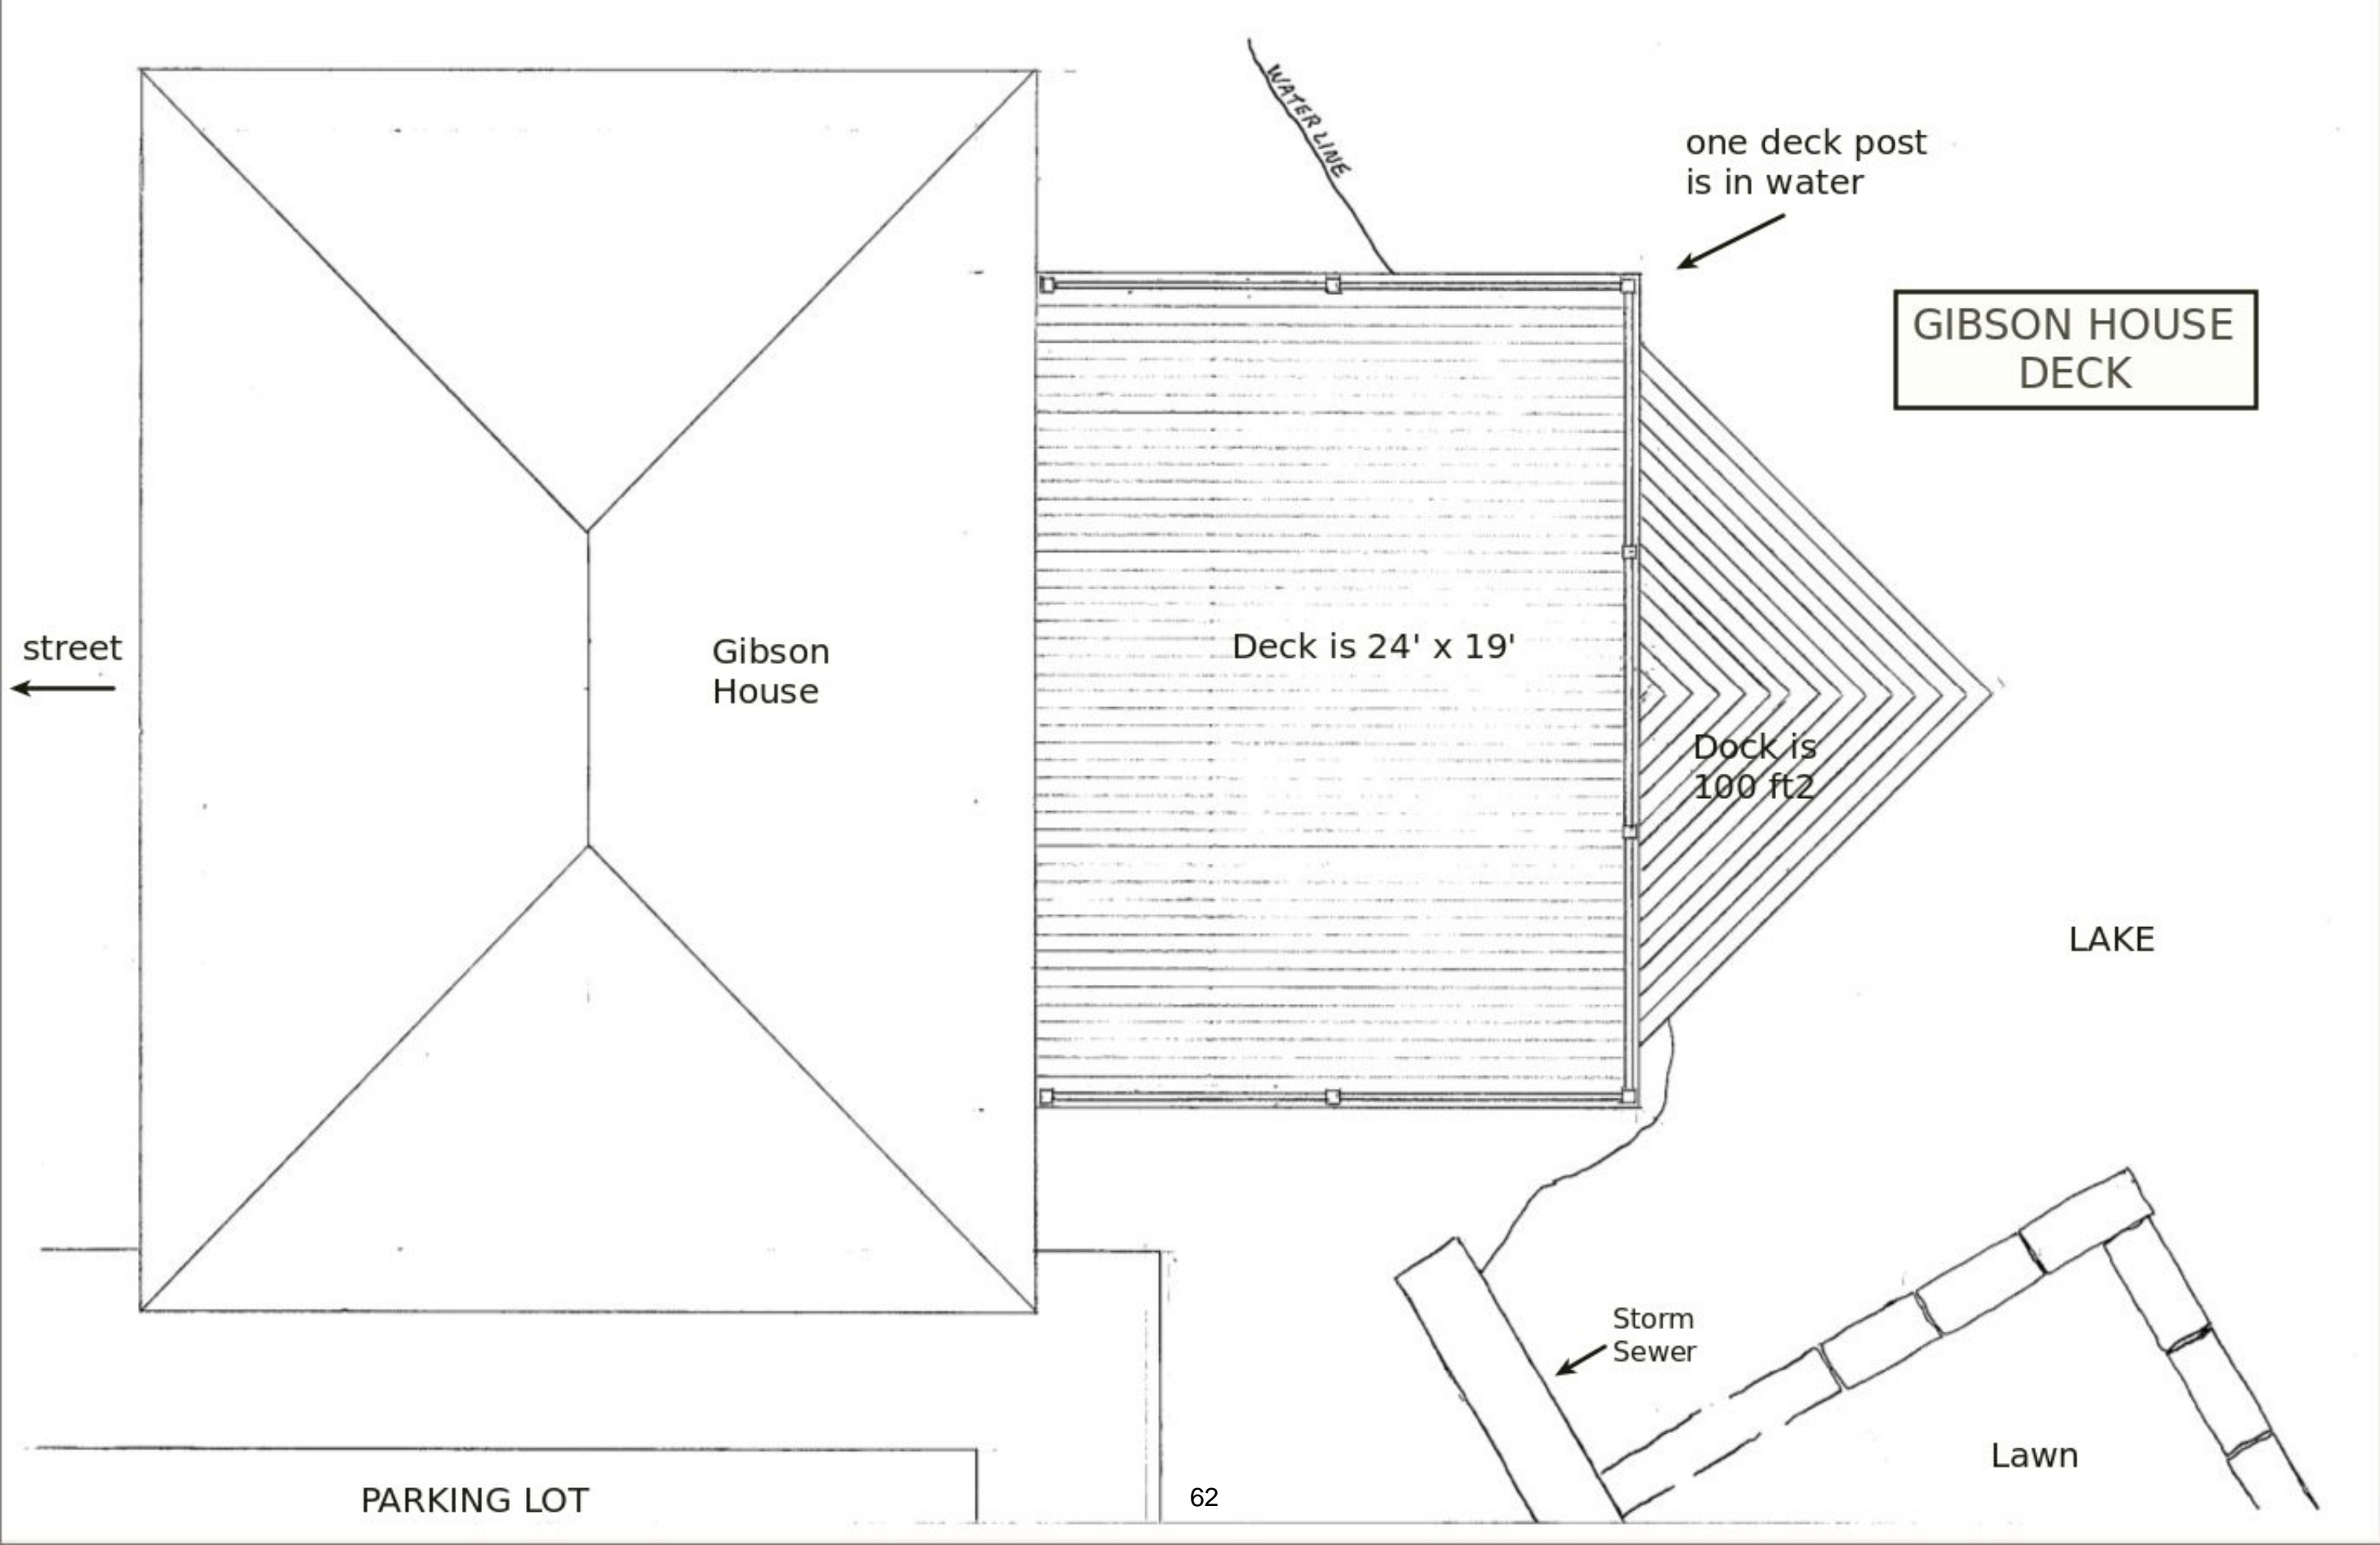 WATER LINE
one deck post
is in water
GIBSON HOUSE
DECK
street
Gibson
House
Deck is 24' x 19'
Dock is
100 ft2
LAKE
Storm
Sewer
Lawn
PARKING LOT
62